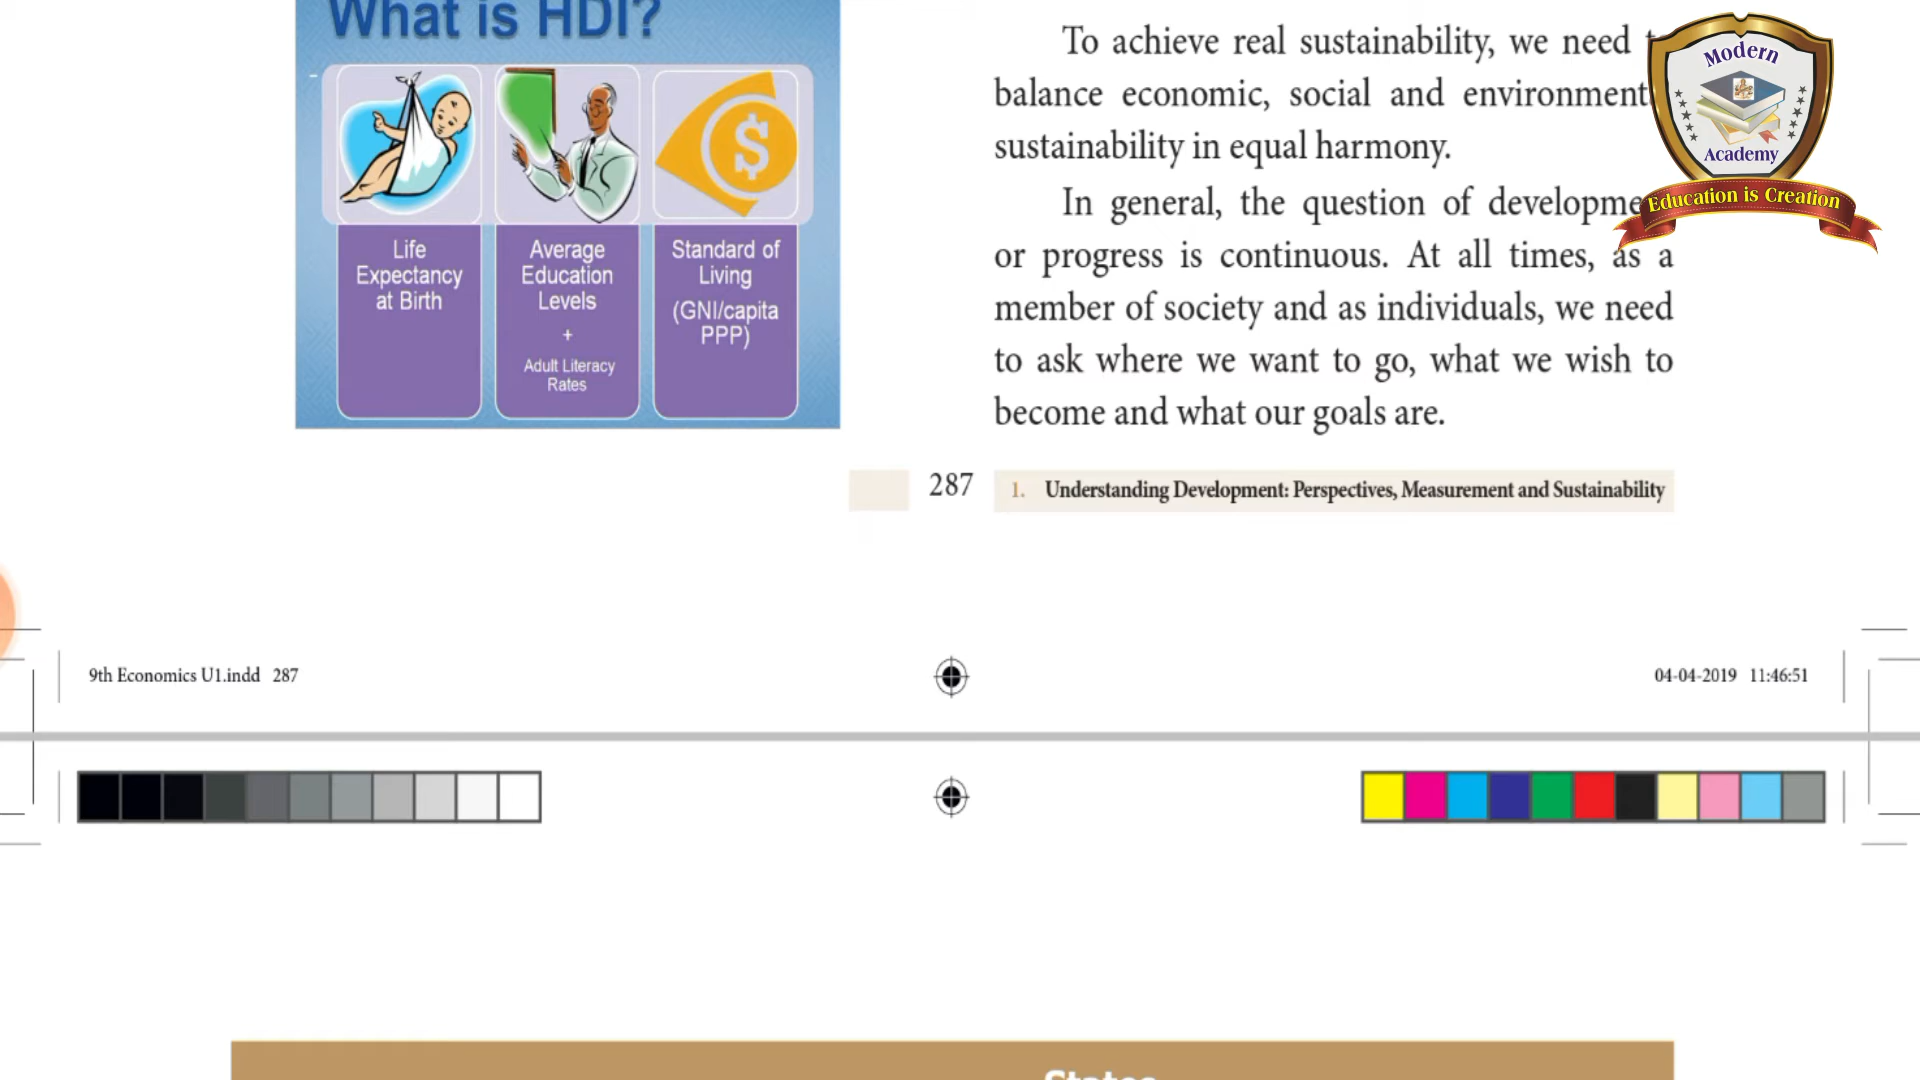 What is HDI?
Life
Expectancy
at Birth
Average
Education
Levels
+
Adult Literacy
Rates
Standard of
Living
(GNI/capita
PPP)
To achieve real sustainability, we need
balance economic, social and
sustainability in equal harmony.
In general, the question of
or progress is continuous. At all times, as a
member of society and as individuals, we need
to ask where we want to go, what we wish to
become and what our goals are.
287 1. Understanding Development: Perspectives, Measurement and Sustainability
Modern
Academy
Education is Creation
9th Economics U1.indd 287
04-04-2019 11:46:51